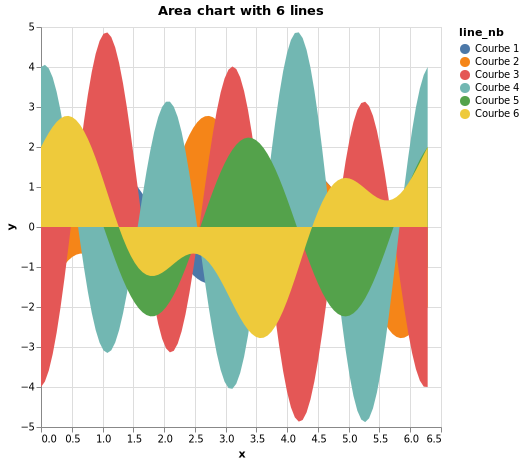 Area chart with 6 lines
line_nb
Courbe 1
Courbe 2
Courbe 3
Courbe 4
Courbe 5
Courbe 6
y
5
4
3
2
1
0
−1
−2
−3
−4
−5
0.0 0.5 1.0 1.5 2.0 2.5 3.0 3.5 4.0 4.5 5.0 5.5 6.0 6.5
x